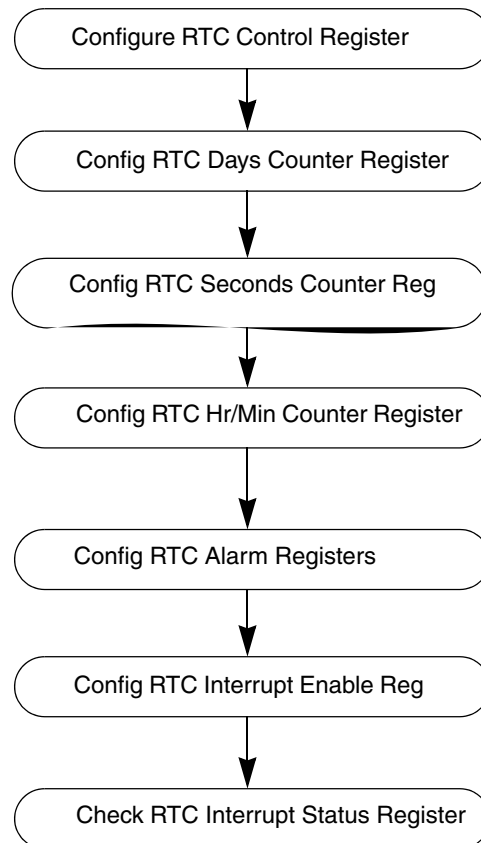 Configure RTC Control Register
Config RTC Days Counter Register
Config RTC Seconds Counter Reg
Config RTC Hr/Min Counter Register
Config RTC Alarm Registers
Config RTC Interrupt Enable Reg
Check RTC Interrupt Status Register